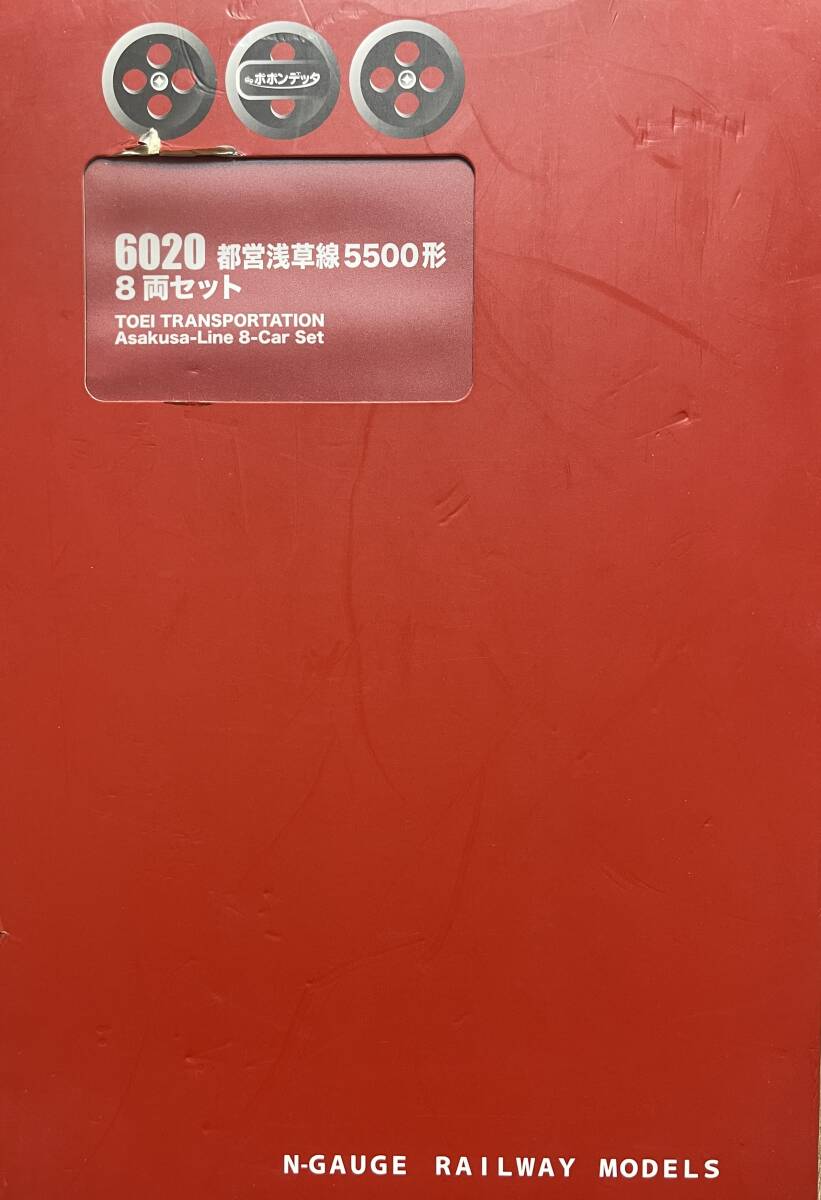 ポポンデッタ
6020 都営浅草線5500形
8両セット
TOEI TRANSPORTATION
Asakusa-Line 8-Car Set
N-GAUGE RAILWAY MODELS